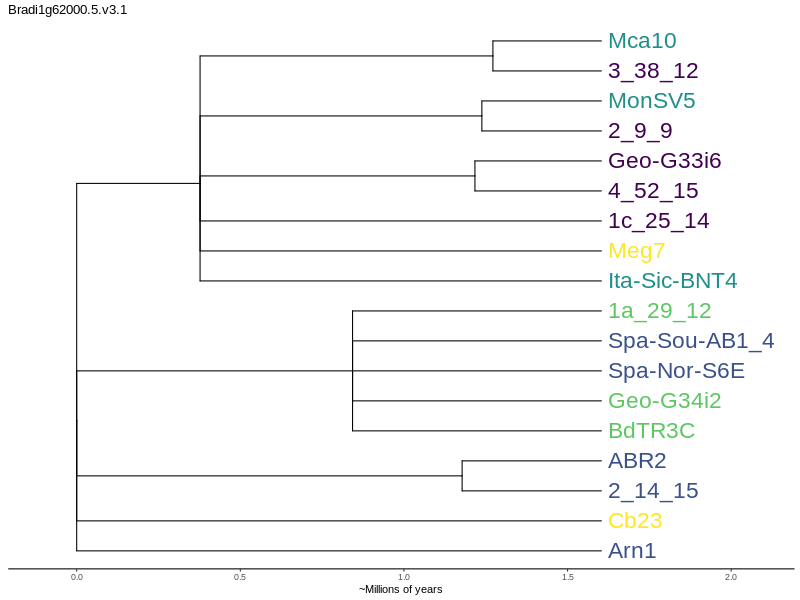 Bradi1g62000.5.v3.1
Mca10
3_38_12
MonSV5
2_9_9
Geo-G33i6
4_52_15
1c_25_14
Meg7
Ita-Sic-BNT4
1a_29_12
Spa-Sou-AB1_4
Spa-Nor-S6E
Geo-G34i2
BdTR3C
ABR2
2_14_15
Cb23
Arn1
0.0 0.5 1.0 1.5 2.0
~Millions of years